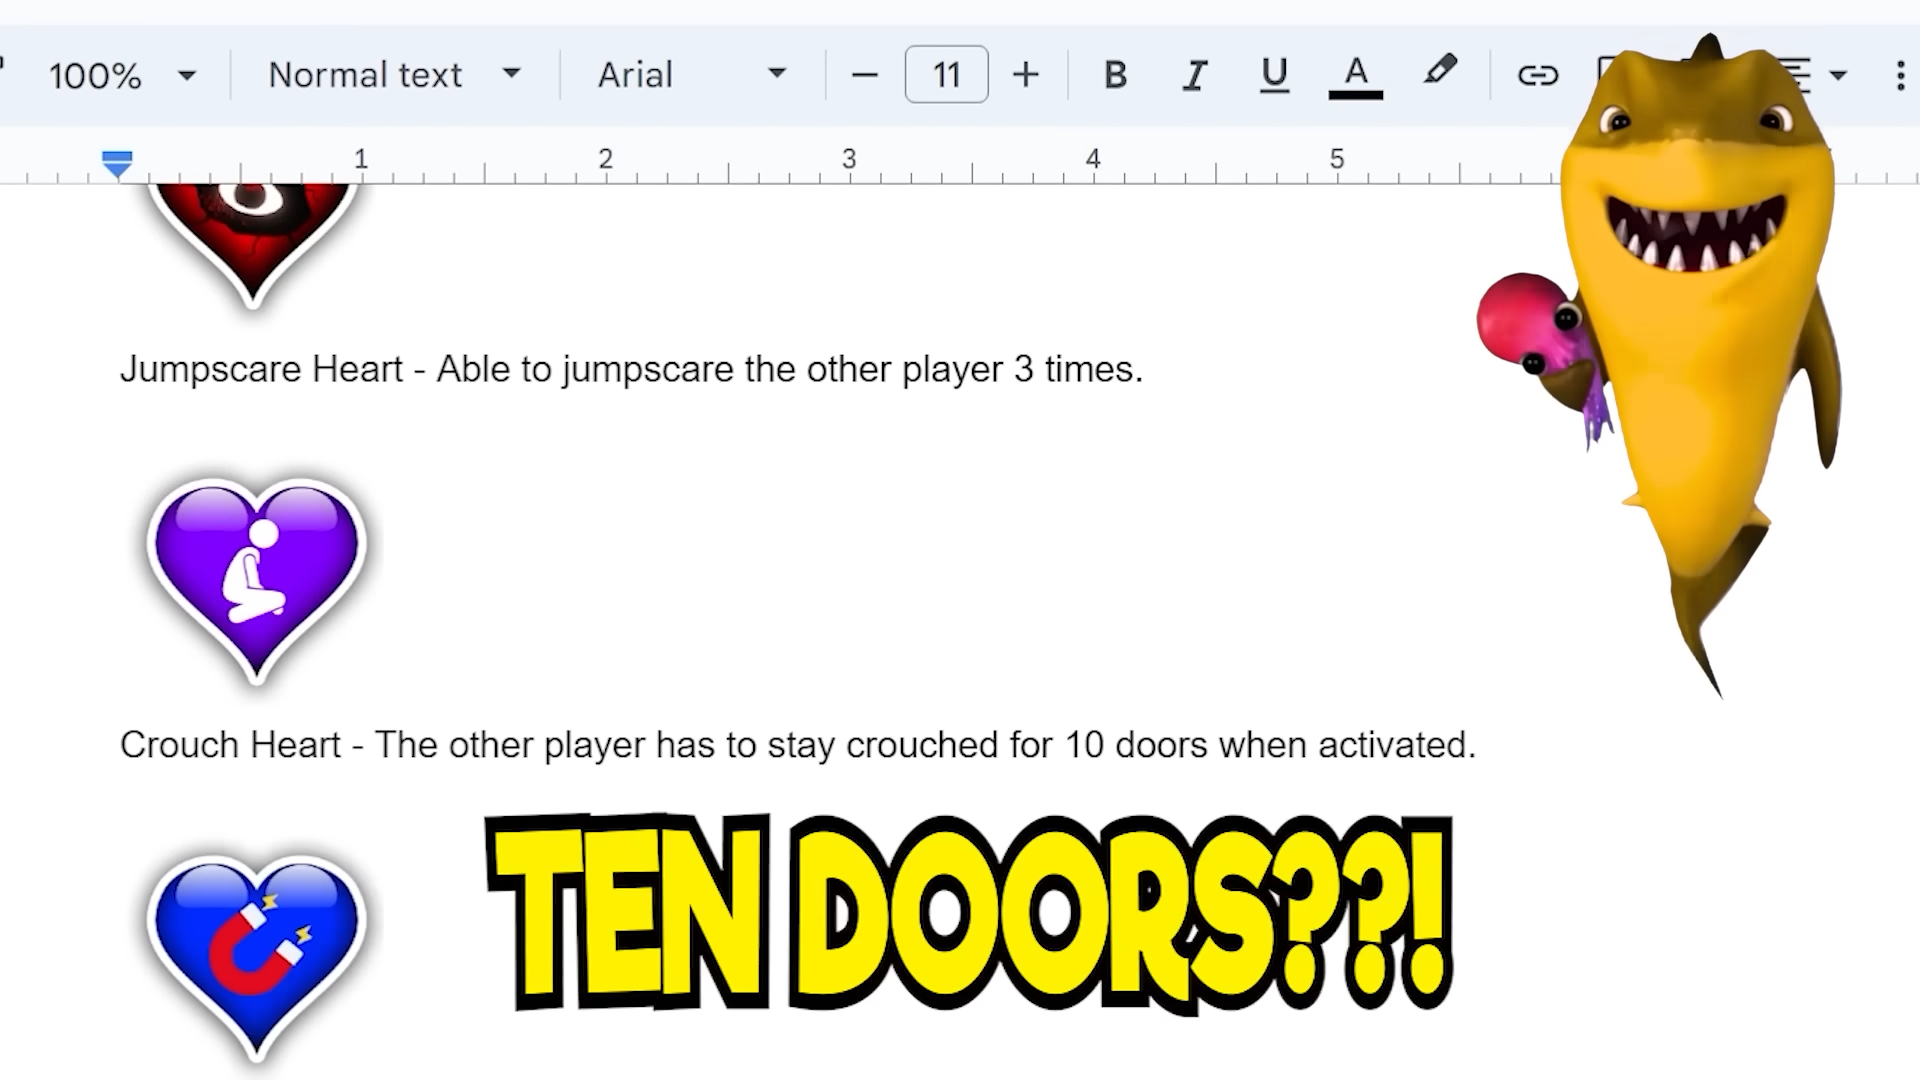 100% Normal text Arial 11 B I U A
1 2 3 4 5
Jumpscare Heart - Able to jumpscare the other player 3 times.
Crouch Heart - The other player has to stay crouched for 10 doors when activated.
TEN DOORS??!